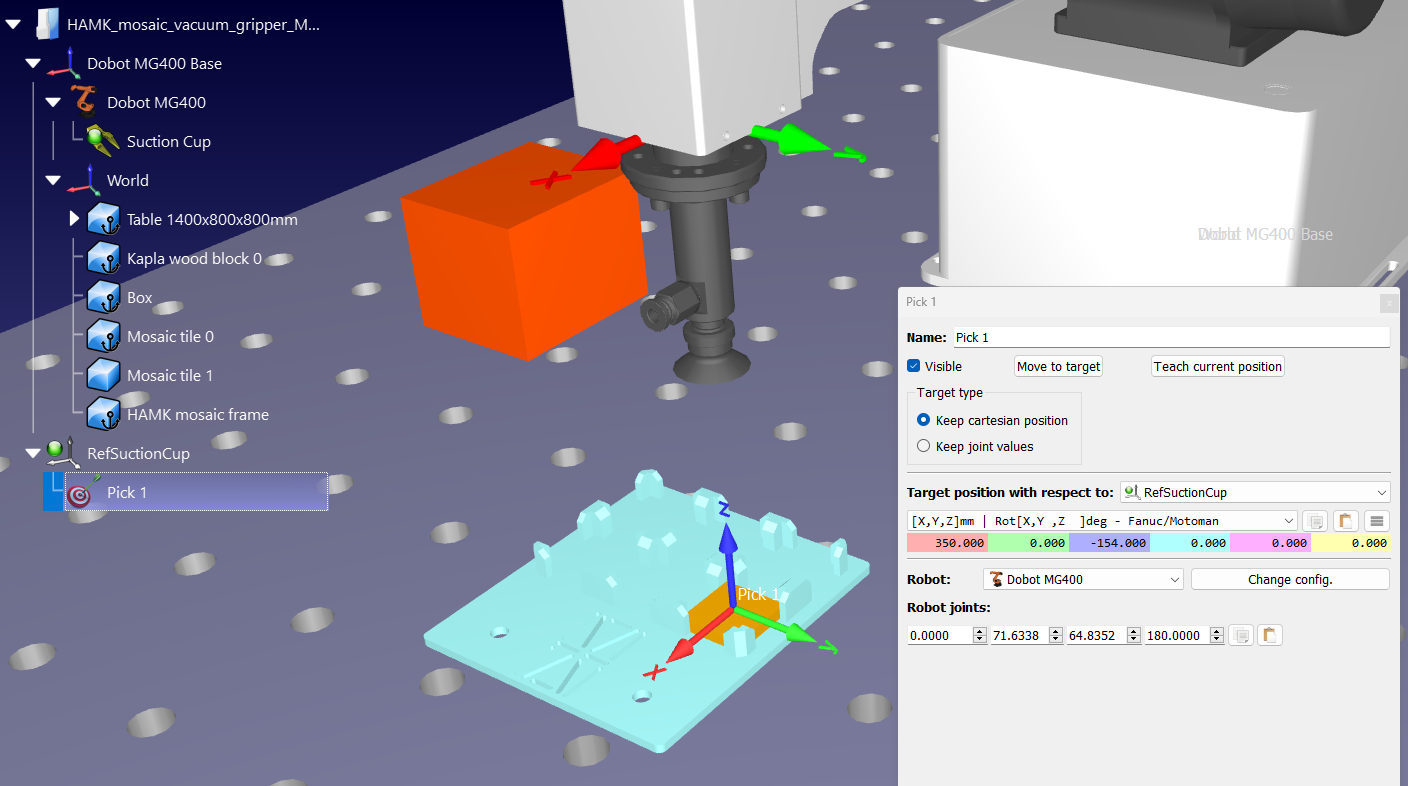 HAMK_mosaic_vacuum_gripper_M...
Dobot MG400 Base
Dobot MG400
Suction Cup
World
Table 1400x800x800mm
Kapla wood block 0
Box
Mosaic tile 0
Mosaic tile 1
HAMK mosaic frame
RefSuctionCup
Pick 1
X
Y
Z
Pick 1
X
Y
Dobot MG400 Base
Pick 1
Name: Pick 1
Visible
Move to target
Teach current position
Target type
Keep cartesian position
Keep joint values
Target position with respect to: RefSuctionCup
[X,Y,Z]mm | Rot[X,Y ,Z  ]deg - Fanuc/Motoman
350.000 0.000 -154.000 0.000 0.000 0.000
Robot: Dobot MG400 Change config.
Robot joints:
0.0000 71.6338 64.8352 180.0000